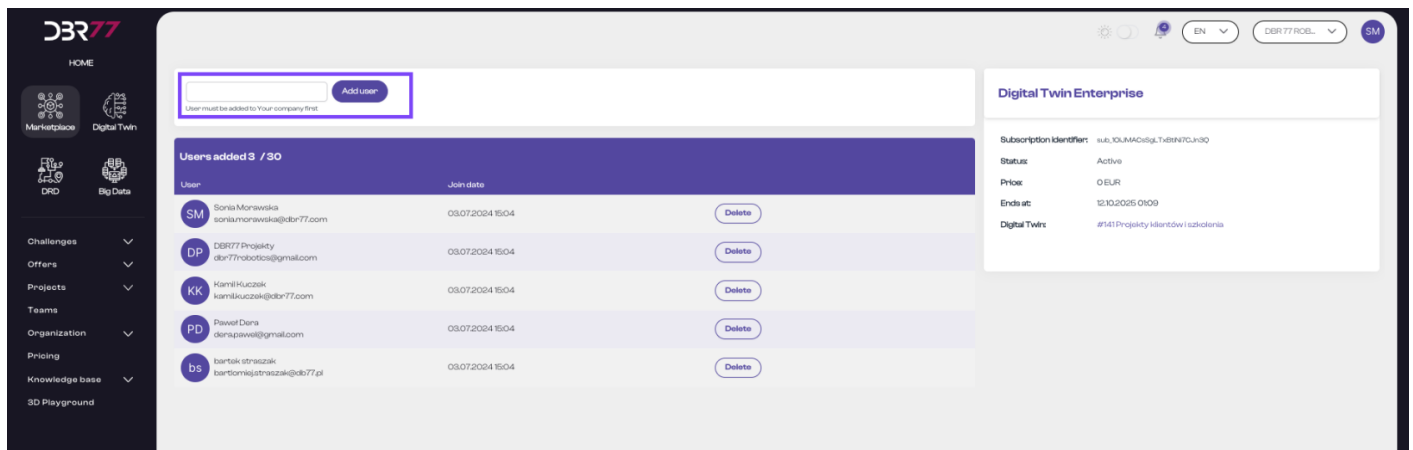 DBR77
HOME
Marketplace
Digital Twin
DRD
Big Data
Challenges
Offers
Projects
Teams
Organization
Pricing
Knowledge base
3D Playground
EN
DBR77 ROB...
SM
Add user
User must be added to Your company first.
Users added 3 / 30
User Join date
SM
Sonia Morawska
sonia.morawska@dbr77.com
03.07.2024 15:04
Delete
DP
DBR77 Projekty
dbr77robotics@gmail.com
03.07.2024 15:04
Delete
KK
Kamil Kuczek
kamil.kuczek@dbr77.com
03.07.2024 15:04
Delete
PD
Paweł Dera
dera.pawel@gmail.com
03.07.2024 15:04
Delete
bs
bartek straszak
bartlomiej.straszak@db77.pl
03.07.2024 15:04
Delete
Digital Twin Enterprise
Subscription identifier:
Status: Active
Price: 0 EUR
Ends at: 12.10.2025 01:09
Digital Twin: #141 Projekty klientów i szkolenia